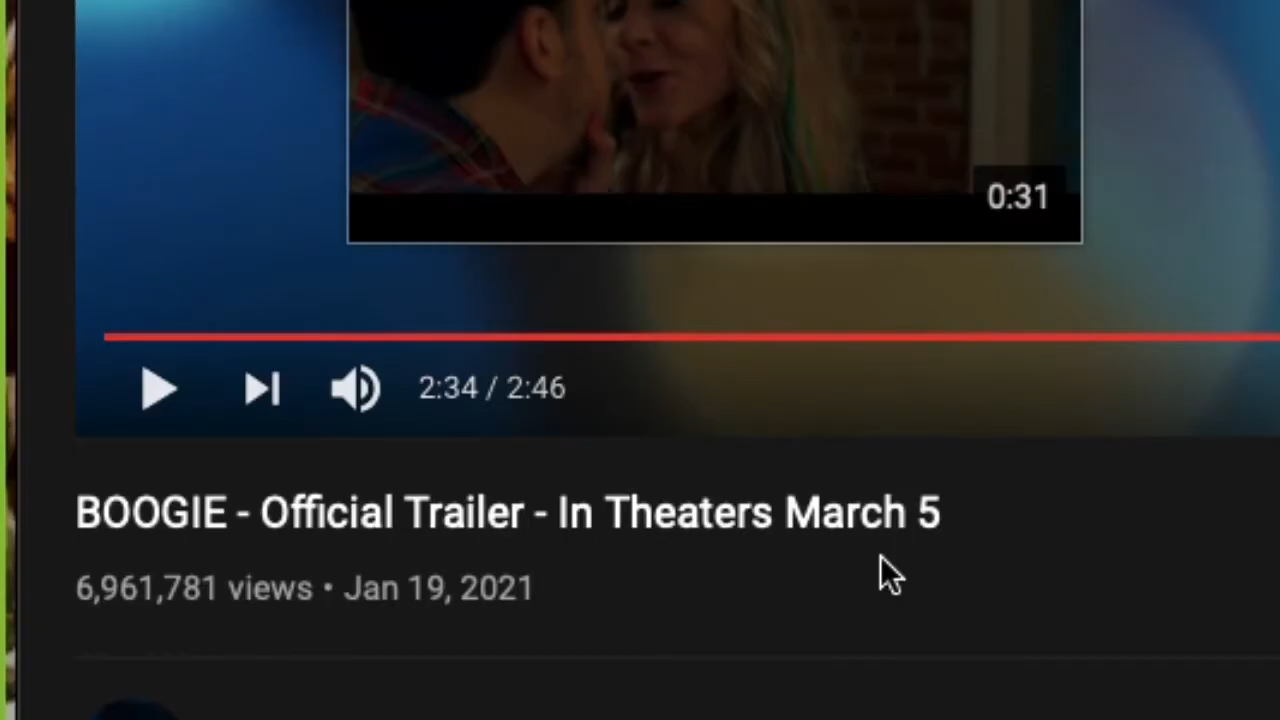 0:31
2:34 / 2:46
BOOGIE - Official Trailer - In Theaters March 5
6,961,781 views • Jan 19, 2021